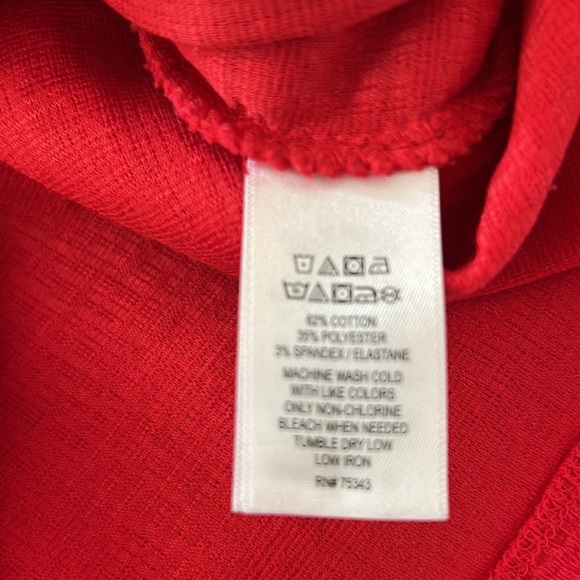 62% COTTON
35% POLYESTER
3% SPANDEX / ELASTANE
MACHINE WASH COLD
WITH LIKE COLORS
ONLY NON-CHLORINE
BLEACH WHEN NEEDED
TUMBLE DRY LOW
LOW IRON
RN# 75343